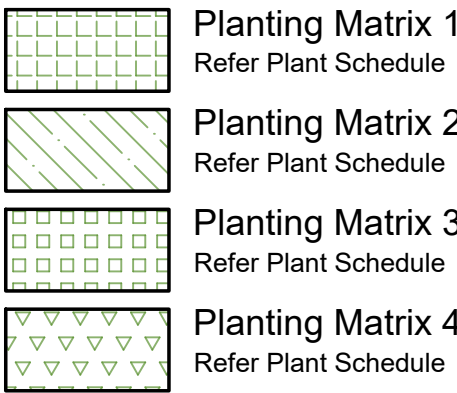 Planting Matrix 1
Refer Plant Schedule
Planting Matrix 2
Refer Plant Schedule
Planting Matrix 3
Refer Plant Schedule
Planting Matrix 4
Refer Plant Schedule